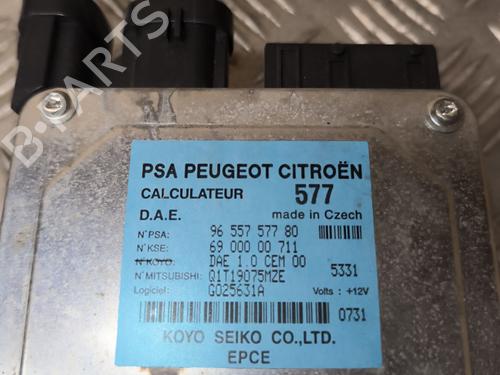 PSA PEUGEOT CITROËN
CALCULATEUR 577
D.A.E. made in Czech
N°PSA: 96 557 577 80
N°KSE: 69 000 00 711
N°KOYO: DAE 1.0 CEM 00
N°MITSUBISHI: Q1T19075MZE 5331
Logiciel: G025631A Volts : +12V
0731
KOYO SEIKO CO.,LTD.
EPCE
B-PARTS